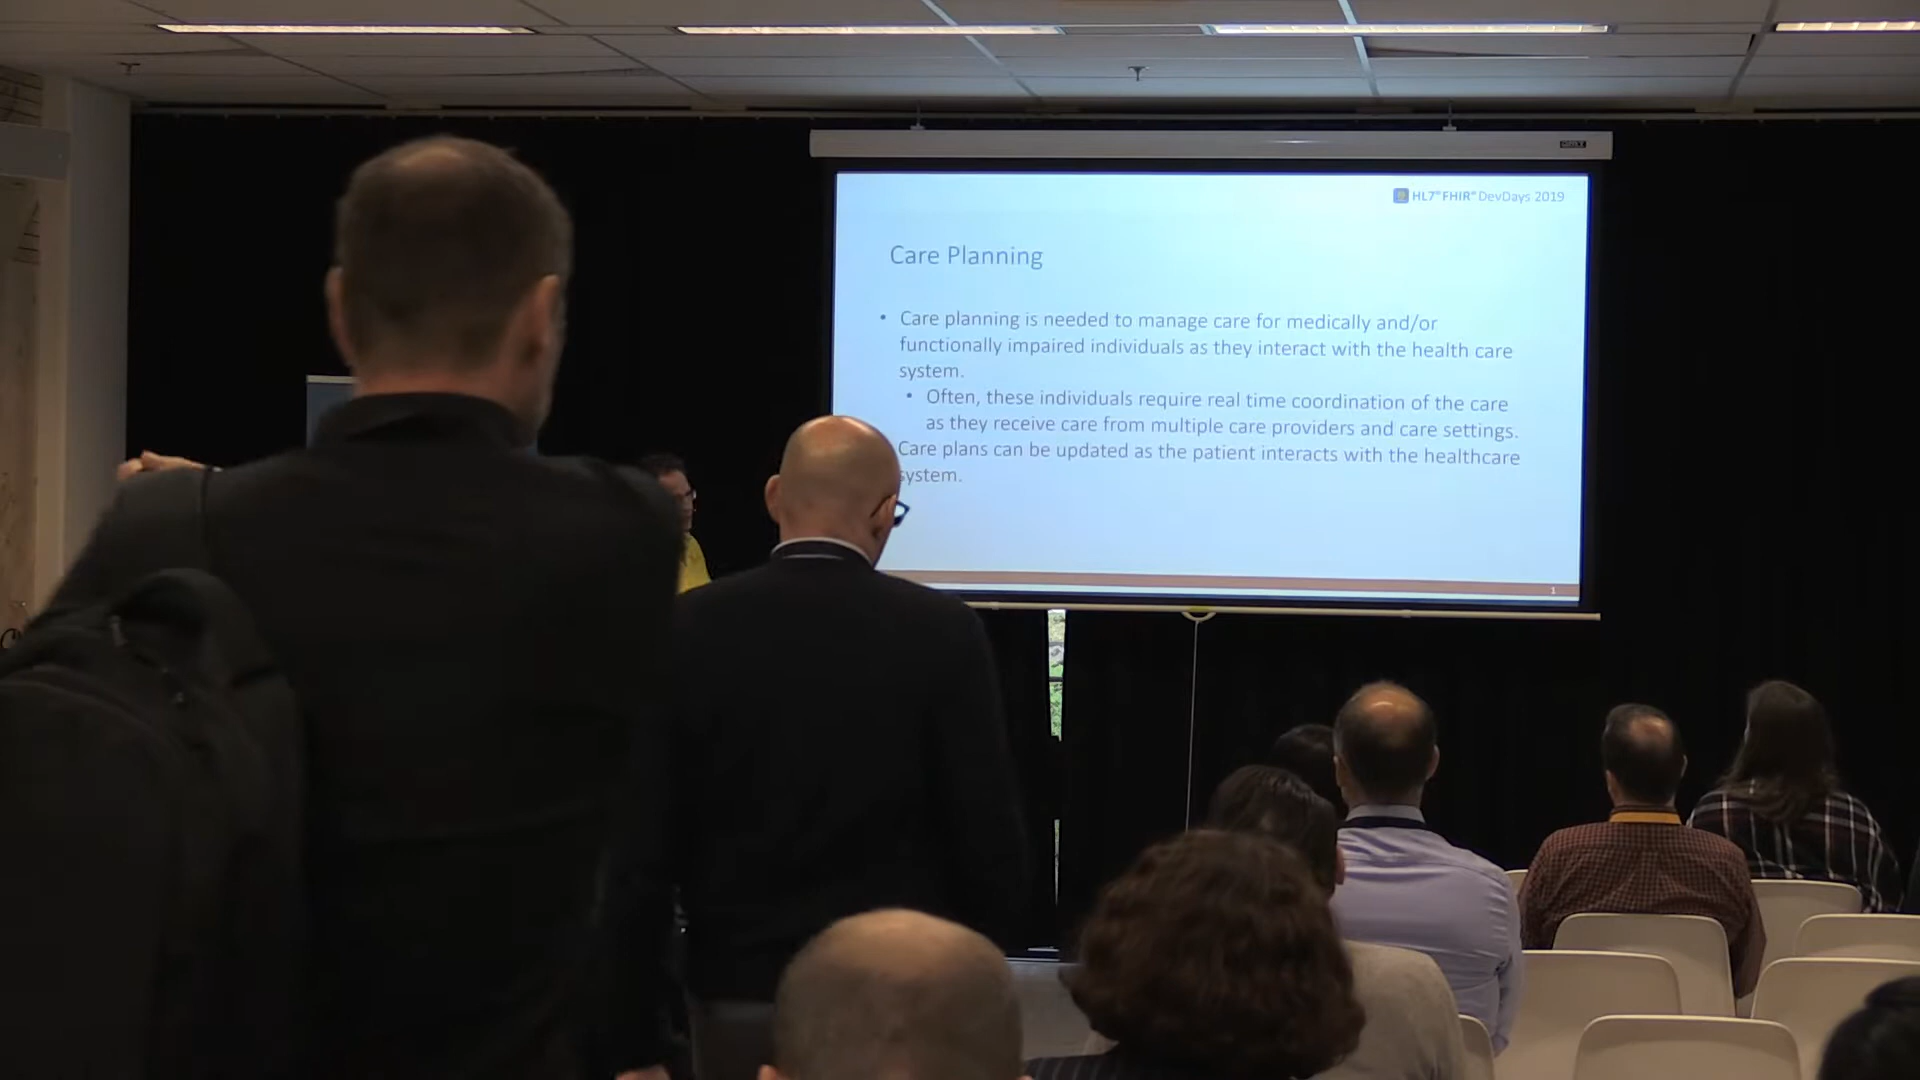 HL7® FHIR® DevDays 2019
Care Planning
• Care planning is needed to manage care for medically and/or
functionally impaired individuals as they interact with the health care
system.
• Often, these individuals require real time coordination of the care
as they receive care from multiple care providers and care settings.
Care plans can be updated as the patient interacts with the healthcare
system.
1